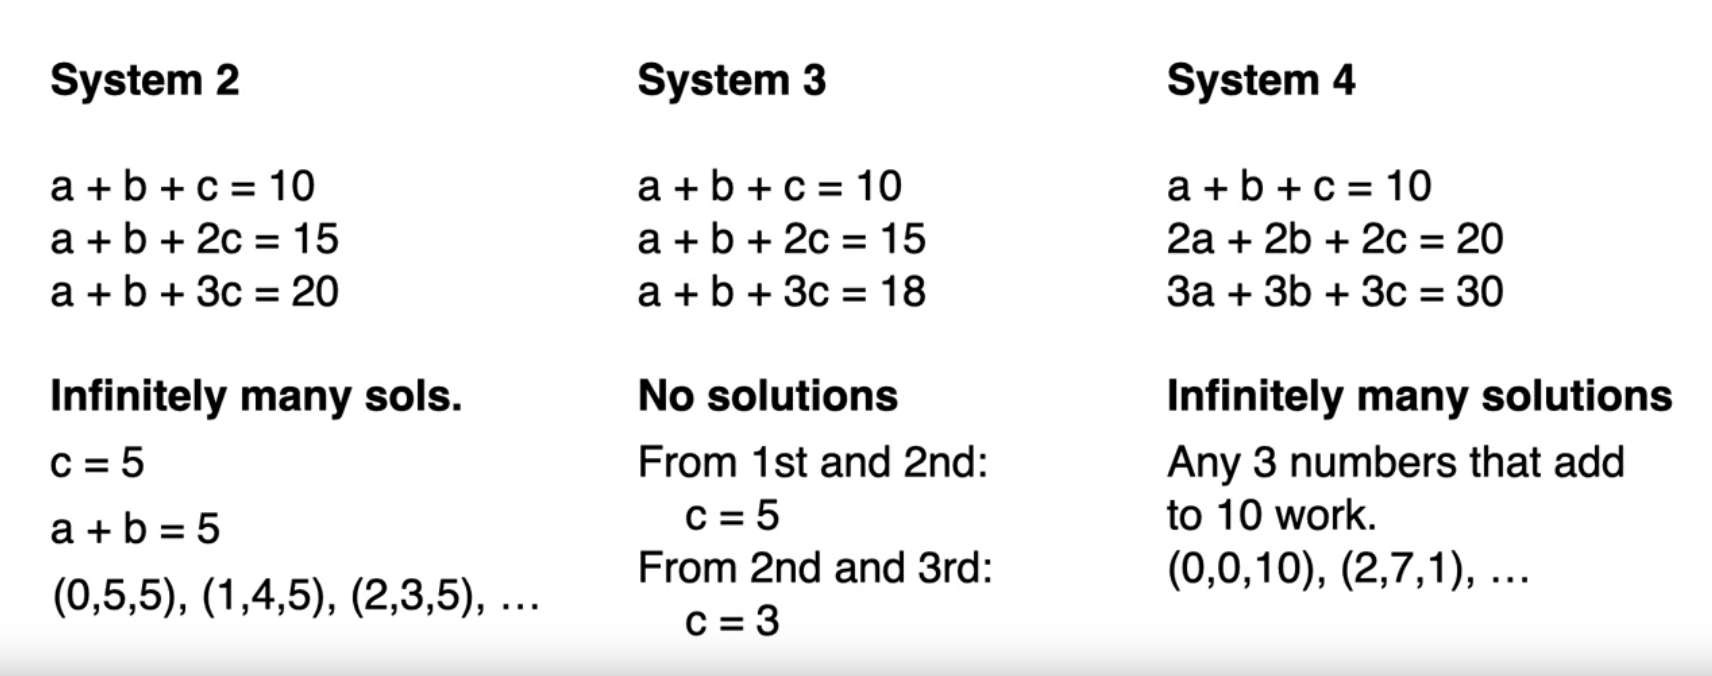 System 2
a + b + c = 10
a + b + 2c = 15
a + b + 3c = 20
Infinitely many sols.
c = 5
a + b = 5
(0,5,5), (1,4,5), (2,3,5), ...
System 3
a + b + c = 10
a + b + 2c = 15
a + b + 3c = 18
No solutions
From 1st and 2nd:
c = 5
From 2nd and 3rd:
c = 3
System 4
a + b + c = 10
2a + 2b + 2c = 20
3a + 3b + 3c = 30
Infinitely many solutions
Any 3 numbers that add
to 10 work.
(0,0,10), (2,7,1), ...